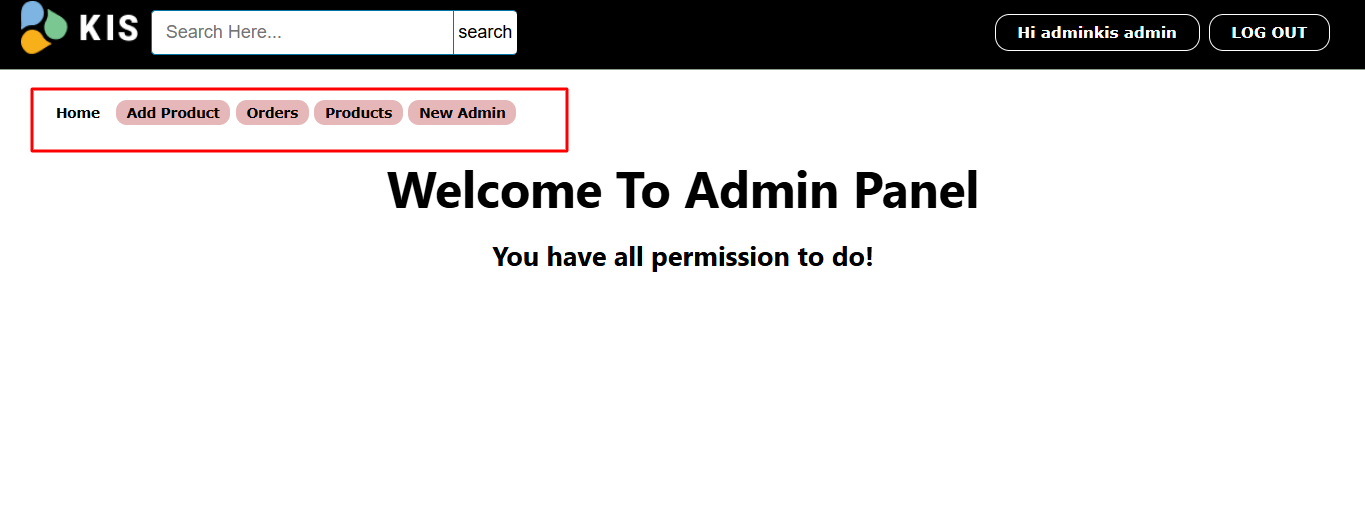 KIS Search Here... search Hi adminkis admin LOG OUT
Home Add Product Orders Products New Admin
Welcome To Admin Panel
You have all permission to do!